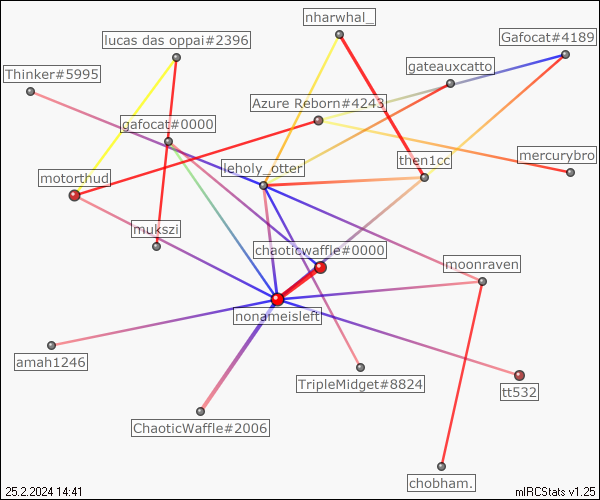 nharwhal_
lucas das oppai#2396
Gafocat#4189
Thinker#5995
gateauxcatto
Azure Reborn#4243
gafocat#0000
mercurybro
leholy_otter
then1cc
motorthud
mukszi
chaoticwaffle#0000
moonraven
nonameisleft
amah1246
TripleMidget#8824
tt532
ChaoticWaffle#2006
chobham.
25.2.2024 14:41
mIRCStats v1.25